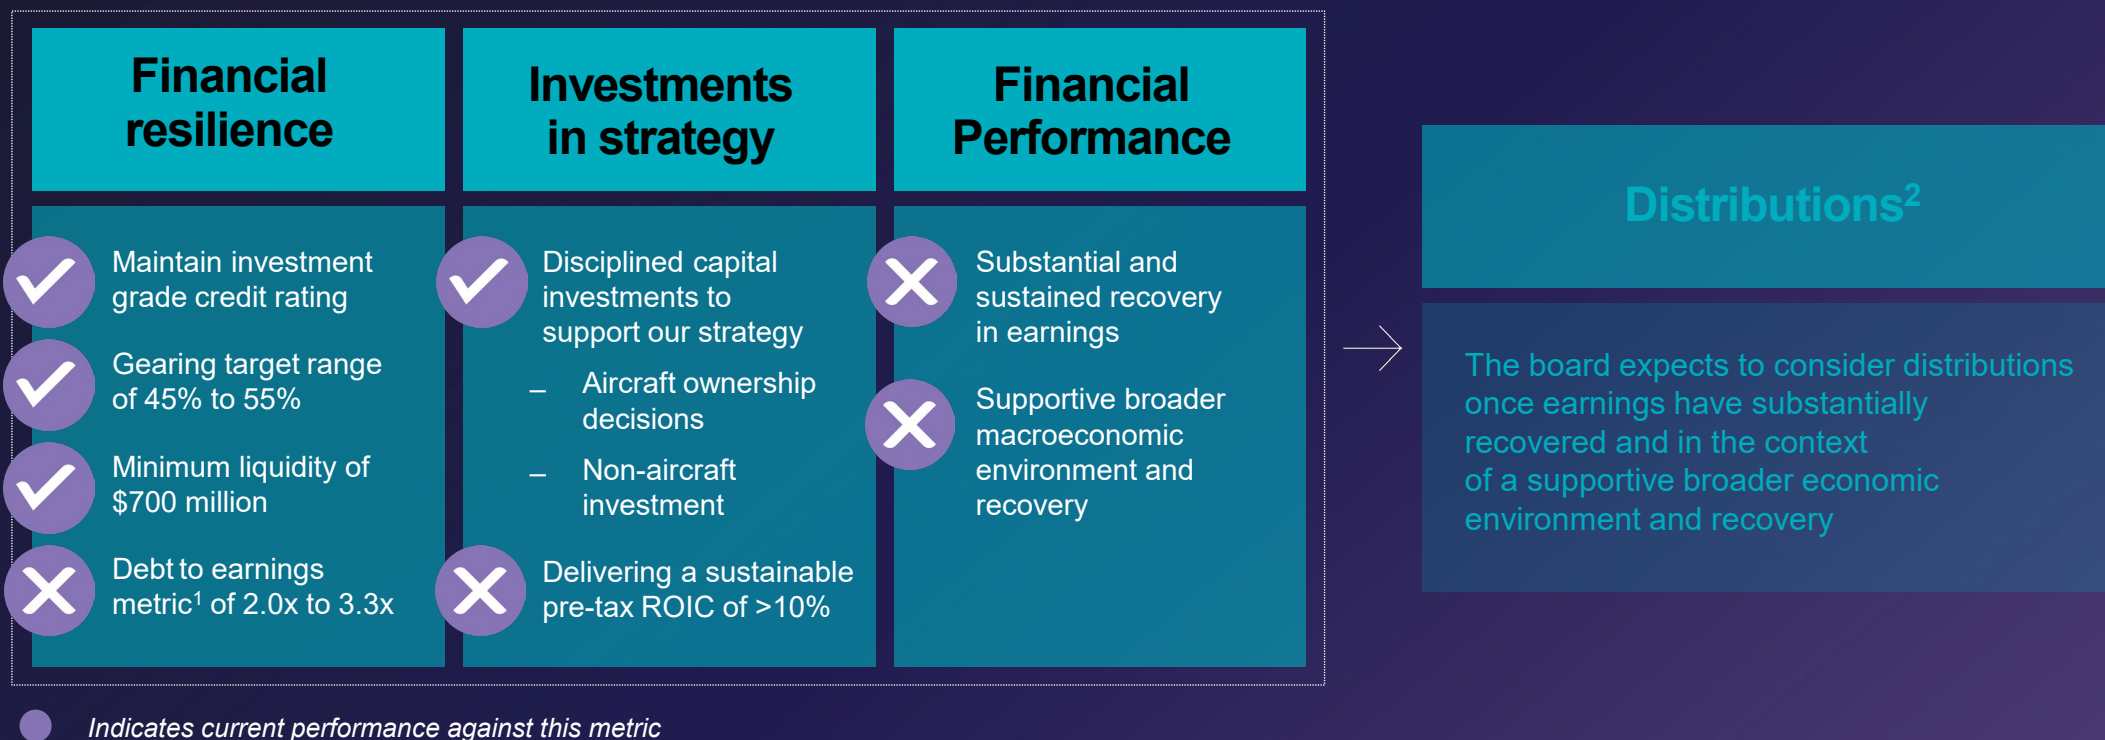 Financial
resilience
Maintain investment
grade credit rating
Gearing target range
of 45% to 55%
Minimum liquidity of
$700 million
Debt to earnings
metric¹ of 2.0x to 3.3x
Investments
in strategy
Disciplined capital
investments to
support our strategy
– Aircraft ownership
decisions
– Non-aircraft
investment
Delivering a sustainable
pre-tax ROIC of >10%
Financial
Performance
Substantial and
sustained recovery
in earnings
Supportive broader
macroeconomic
environment and
recovery
Distributions²
The board expects to consider distributions
once earnings have substantially
recovered and in the context
of a supportive broader economic
environment and recovery
Indicates current performance against this metric